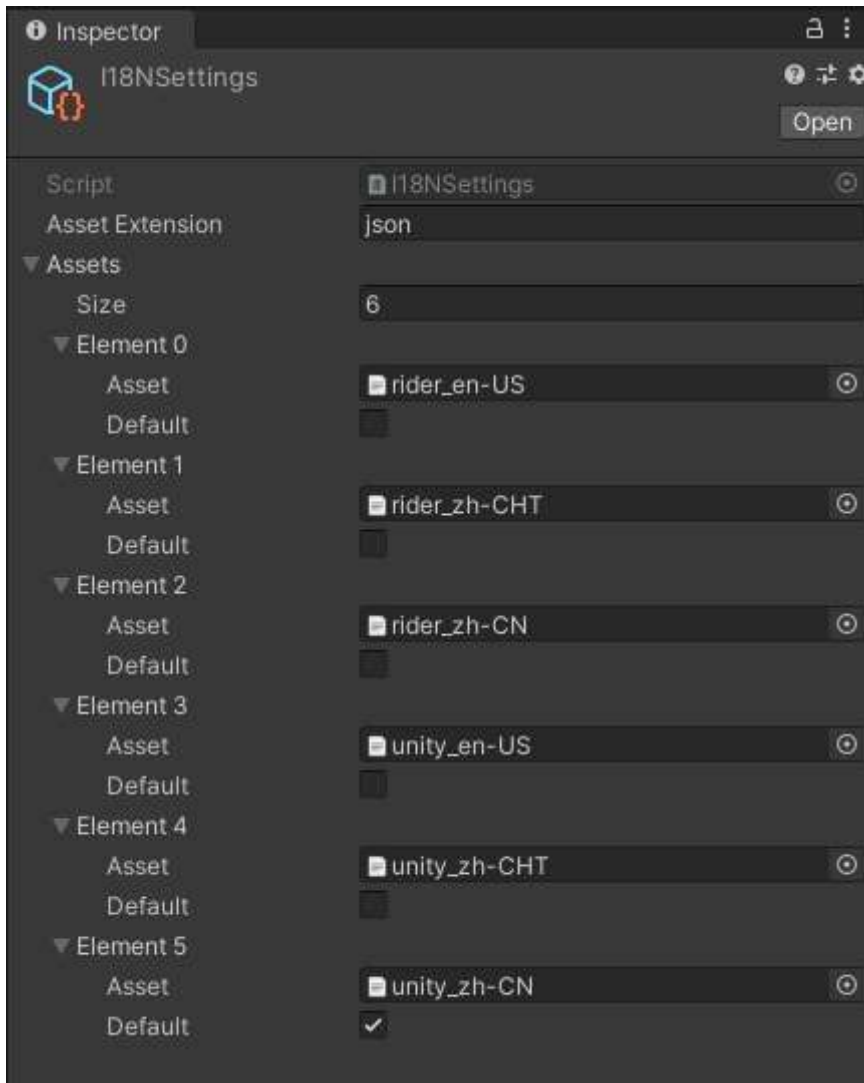 Inspector
I18NSettings
Open
Script I18NSettings
Asset Extension json
Assets
Size 6
Element 0
Asset rider_en-US
Default
Element 1
Asset rider_zh-CHT
Default
Element 2
Asset rider_zh-CN
Default
Element 3
Asset unity_en-US
Default
Element 4
Asset unity_zh-CHT
Default
Element 5
Asset unity_zh-CN
Default